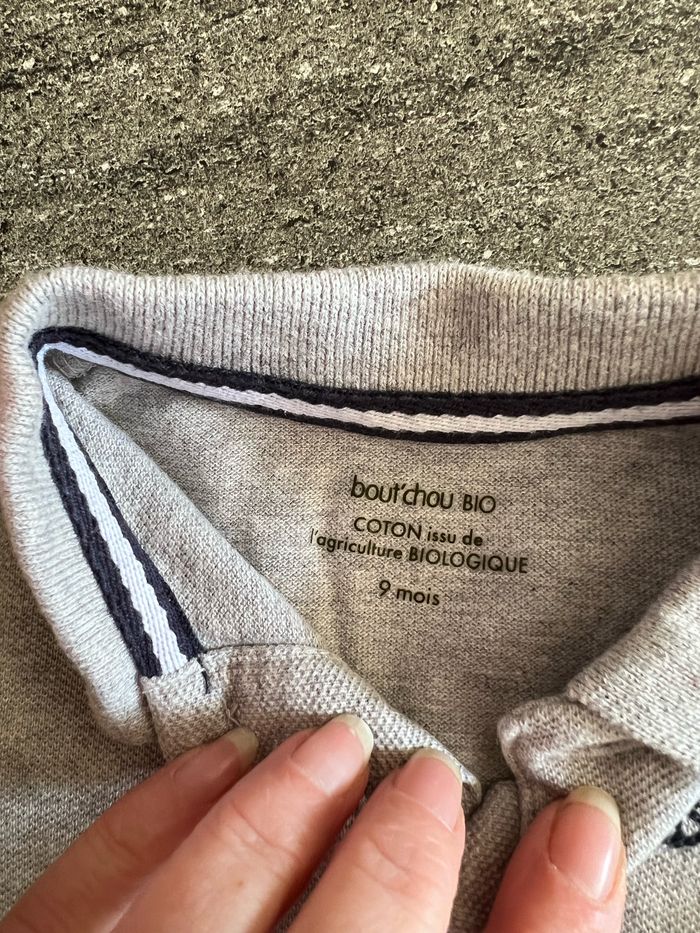 bout'chou BIO
COTON issu de
l'agriculture BIOLOGIQUE
9 mois